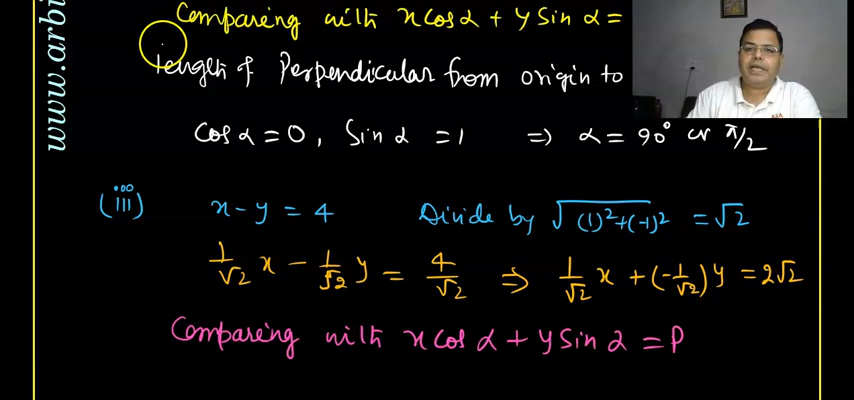 www.arbi
Comparing with x cos α + y sin α =
length of Perpendicular from origin to
cos α = 0, Sin α = 1 ⇒ α = 90° or π/2
(iii) x - y = 4 Divide by √(1)²+(-1)² = √2
1/√2 x - 1/√2 y = 4/√2 ⇒ 1/√2 x + (-1/√2) y = 2√2
Comparing with x cos α + y sin α = P
ASA